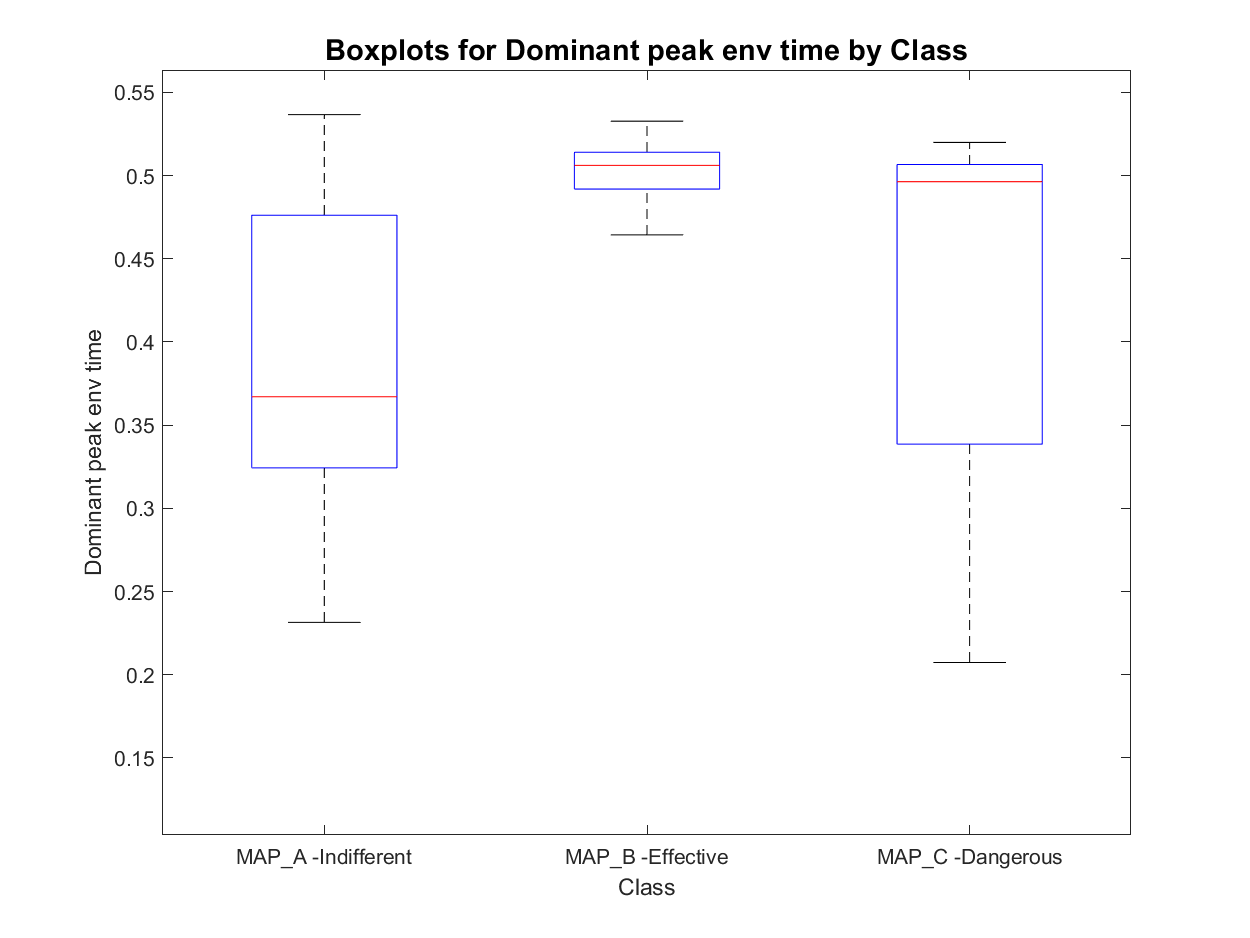 Boxplots for Dominant peak env time by Class
0.55
0.5
0.45
0.4
0.35
0.3
0.25
0.2
0.15
Dominant peak env time
MAP_A -Indifferent
MAP_B -Effective
MAP_C -Dangerous
Class